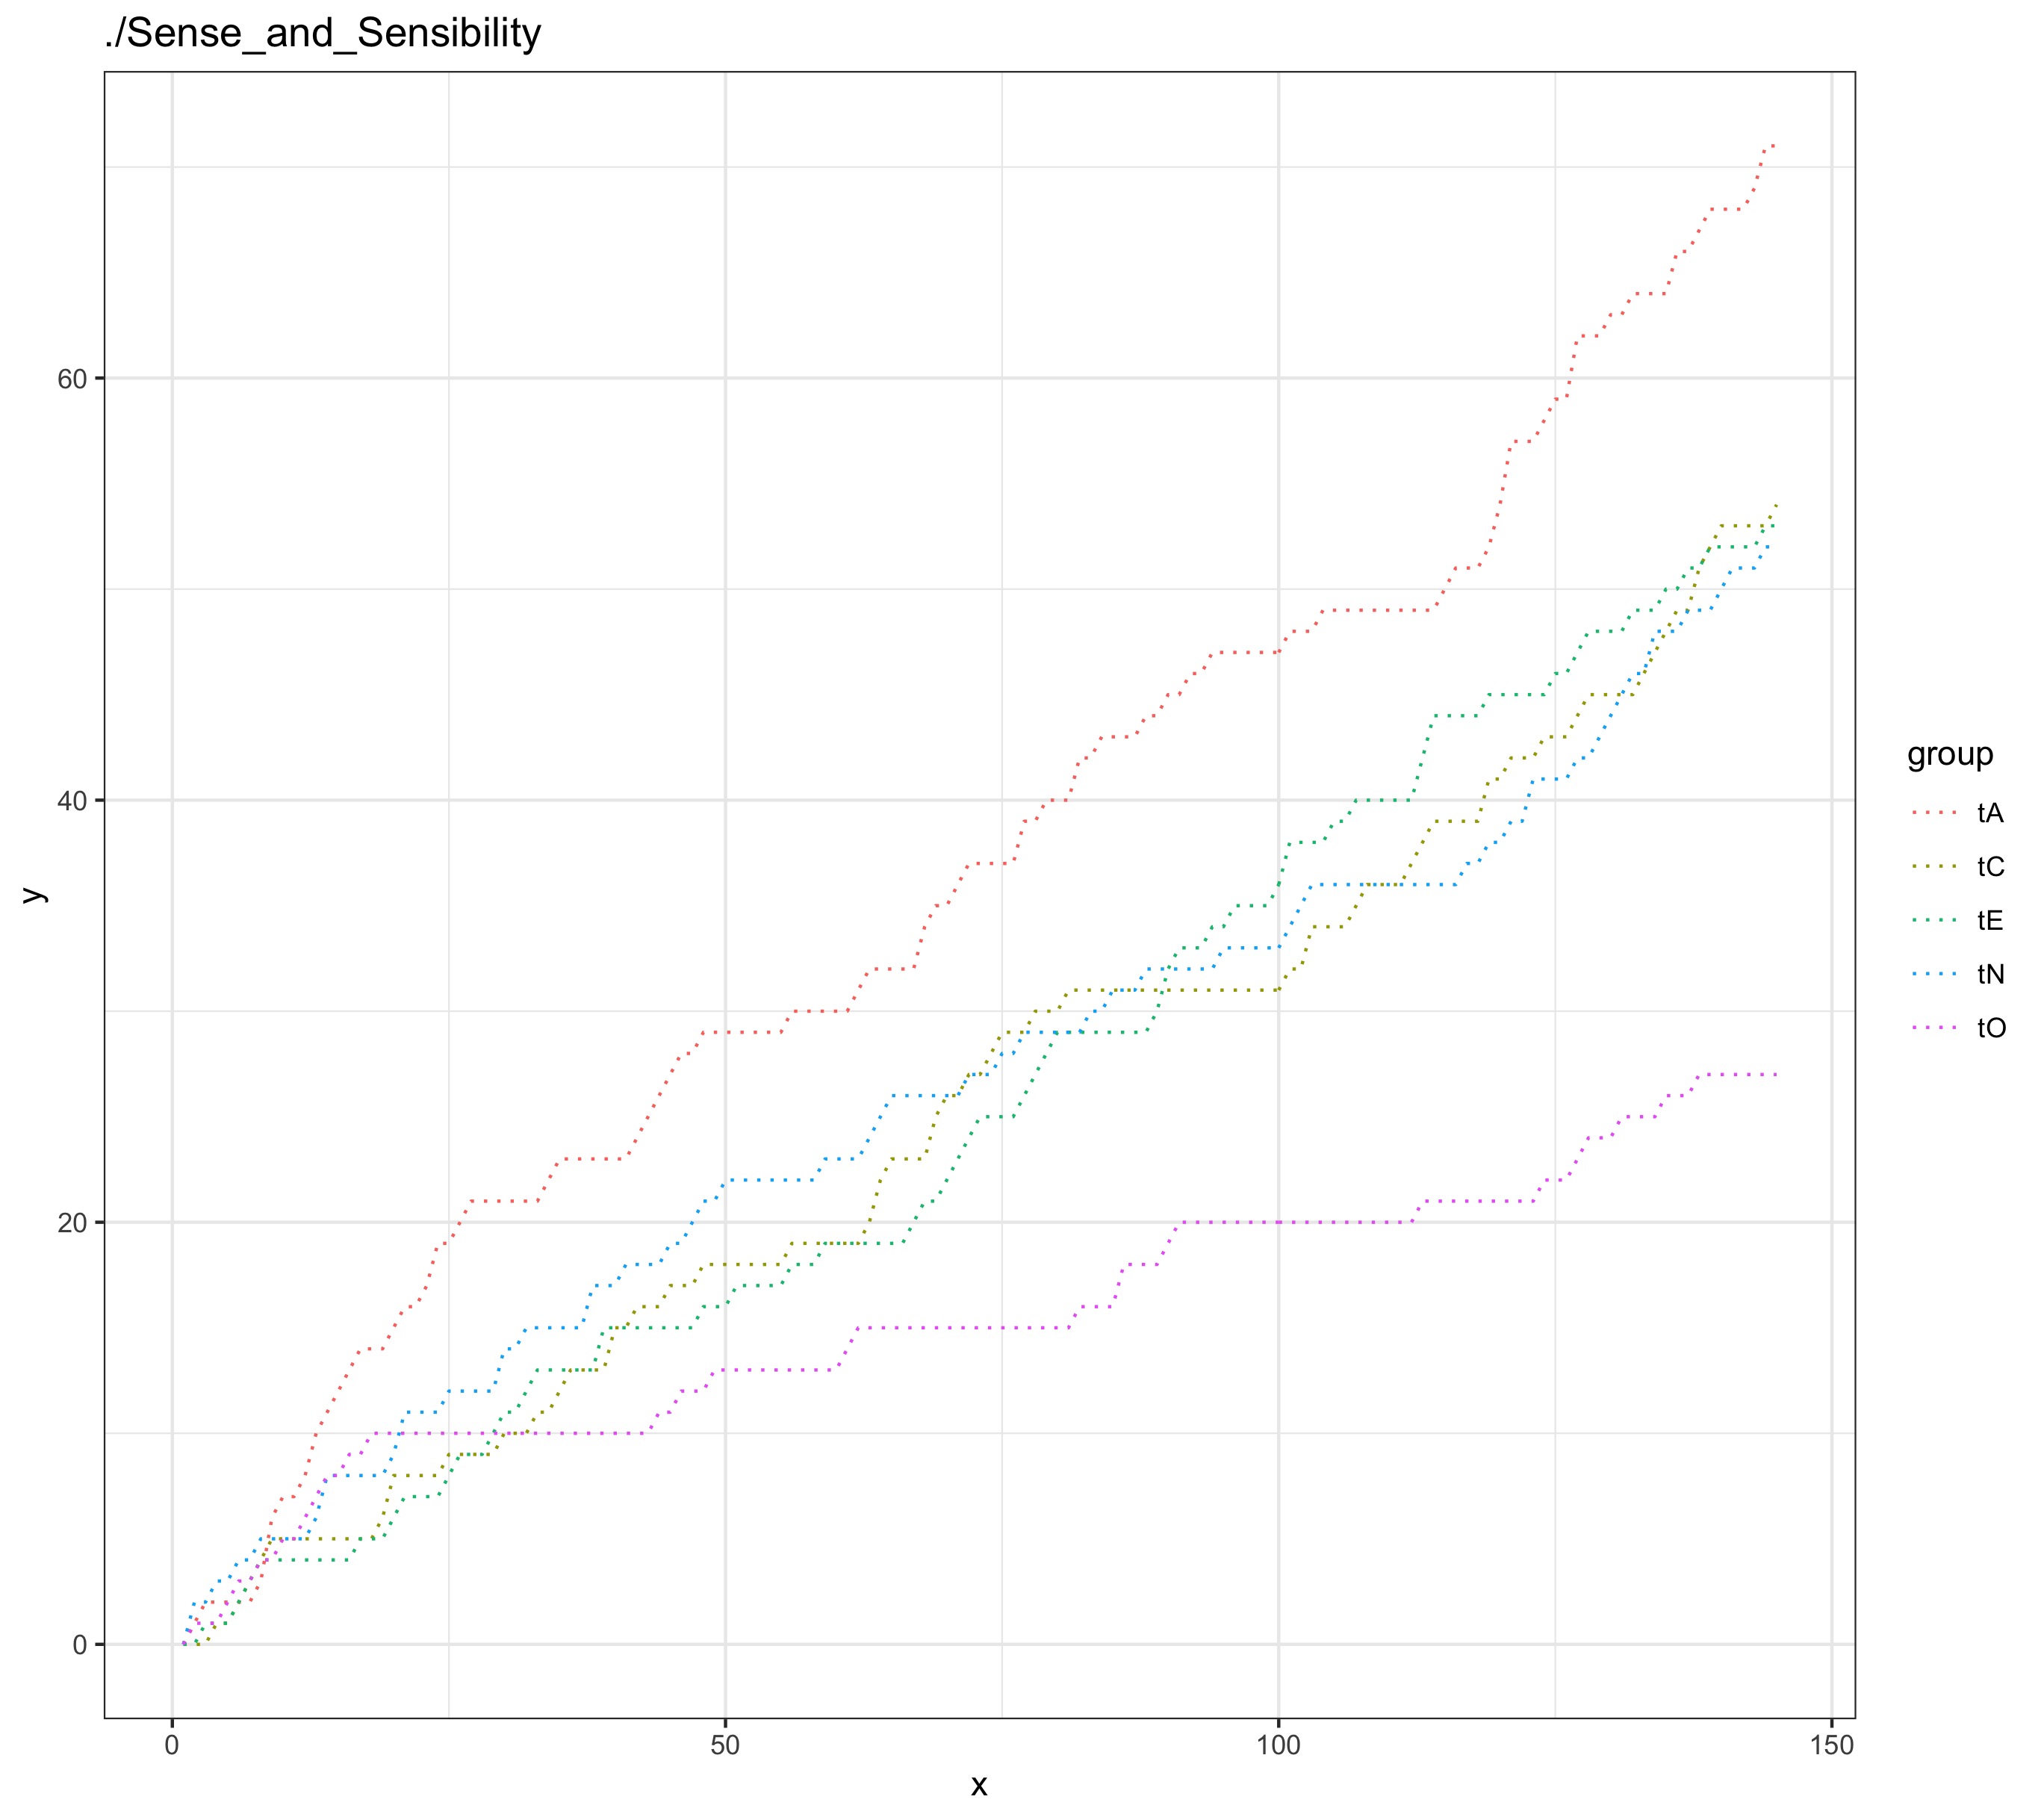 ./Sense_and_Sensibility
60
40
20
0
y
0 50 100 150
x
group
tA
tC
tE
tN
tO